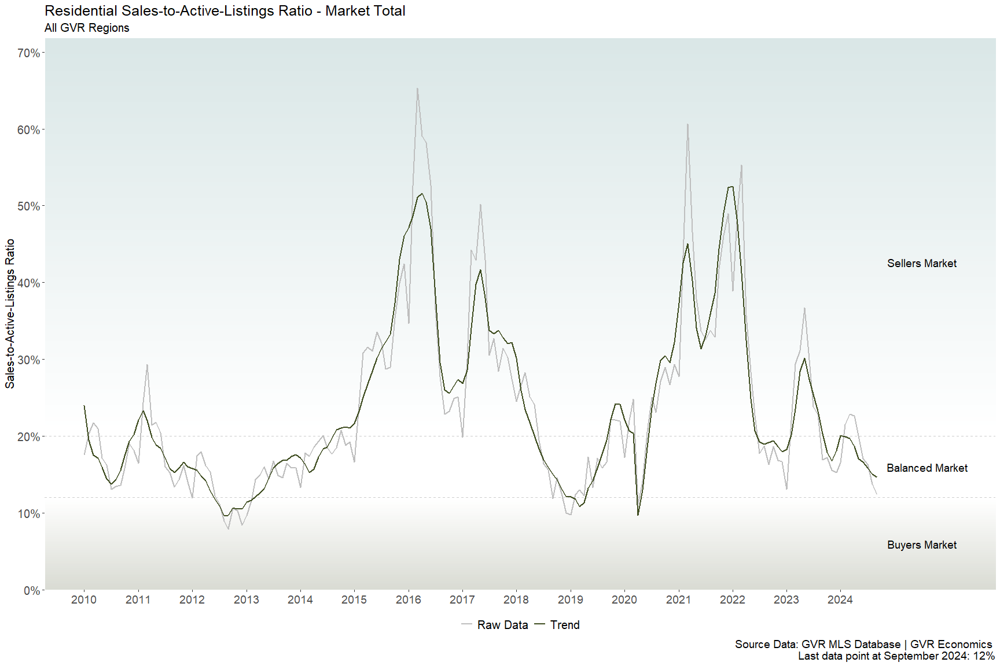 Residential Sales-to-Active-Listings Ratio - Market Total
All GVR Regions
Sales-to-Active-Listings Ratio
70%
60%
50%
40%
30%
20%
10%
0%
Sellers Market
Balanced Market
Buyers Market
2010 2011 2012 2013 2014 2015 2016 2017 2018 2019 2020 2021 2022 2023 2024
Raw Data Trend
Source Data: GVR MLS Database | GVR Economics
Last data point at September 2024: 12%